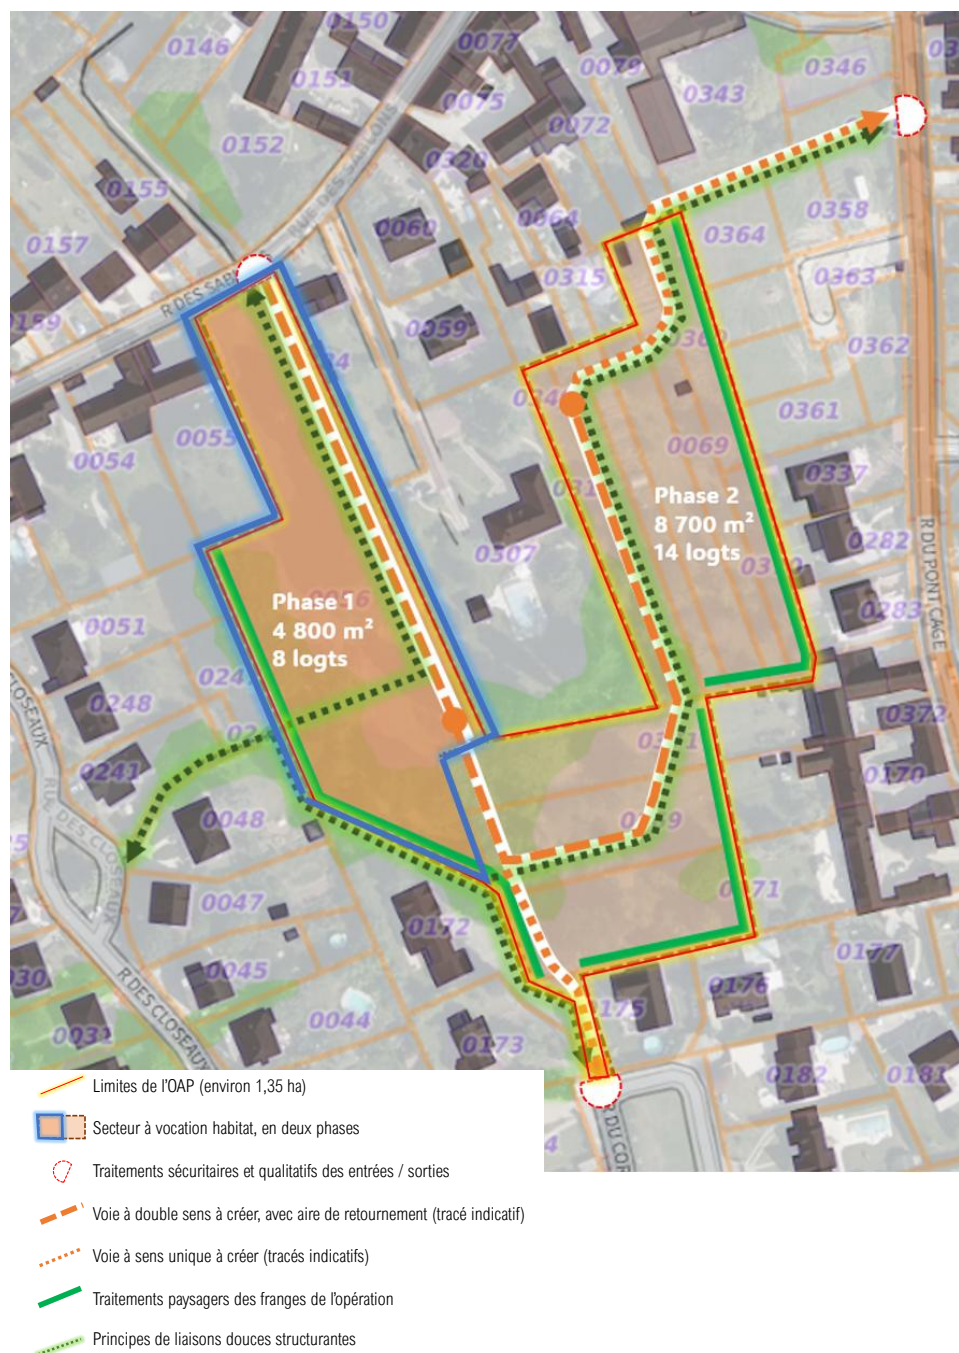 0150
0146
0077
0151
0079
0346
0343
0075
0072
0152
0320
0155
RUE DES SABLONS
0358
0060
0064
0364
0157
0315
0363
R DES SAB
0159
0059
0362
0361
0055
0069
0054
0337
Phase 2
8 700 m²
14 logts
0307
0282
R DU PONT CAGE
Phase 1
4 800 m²
8 logts
0283
0051
0248
0372
0241
0170
0048
RUE DES CLOSEAUX
0047
0171
0172
0177
0045
0176
R DES CLOSEAUX
0044
0175
0031
0173
0182
0181
R DU COR
Limites de l'OAP (environ 1,35 ha)
Secteur à vocation habitat, en deux phases
Traitements sécuritaires et qualitatifs des entrées / sorties
Voie à double sens à créer, avec aire de retournement (tracé indicatif)
Voie à sens unique à créer (tracés indicatifs)
Traitements paysagers des franges de l'opération
Principes de liaisons douces structurantes